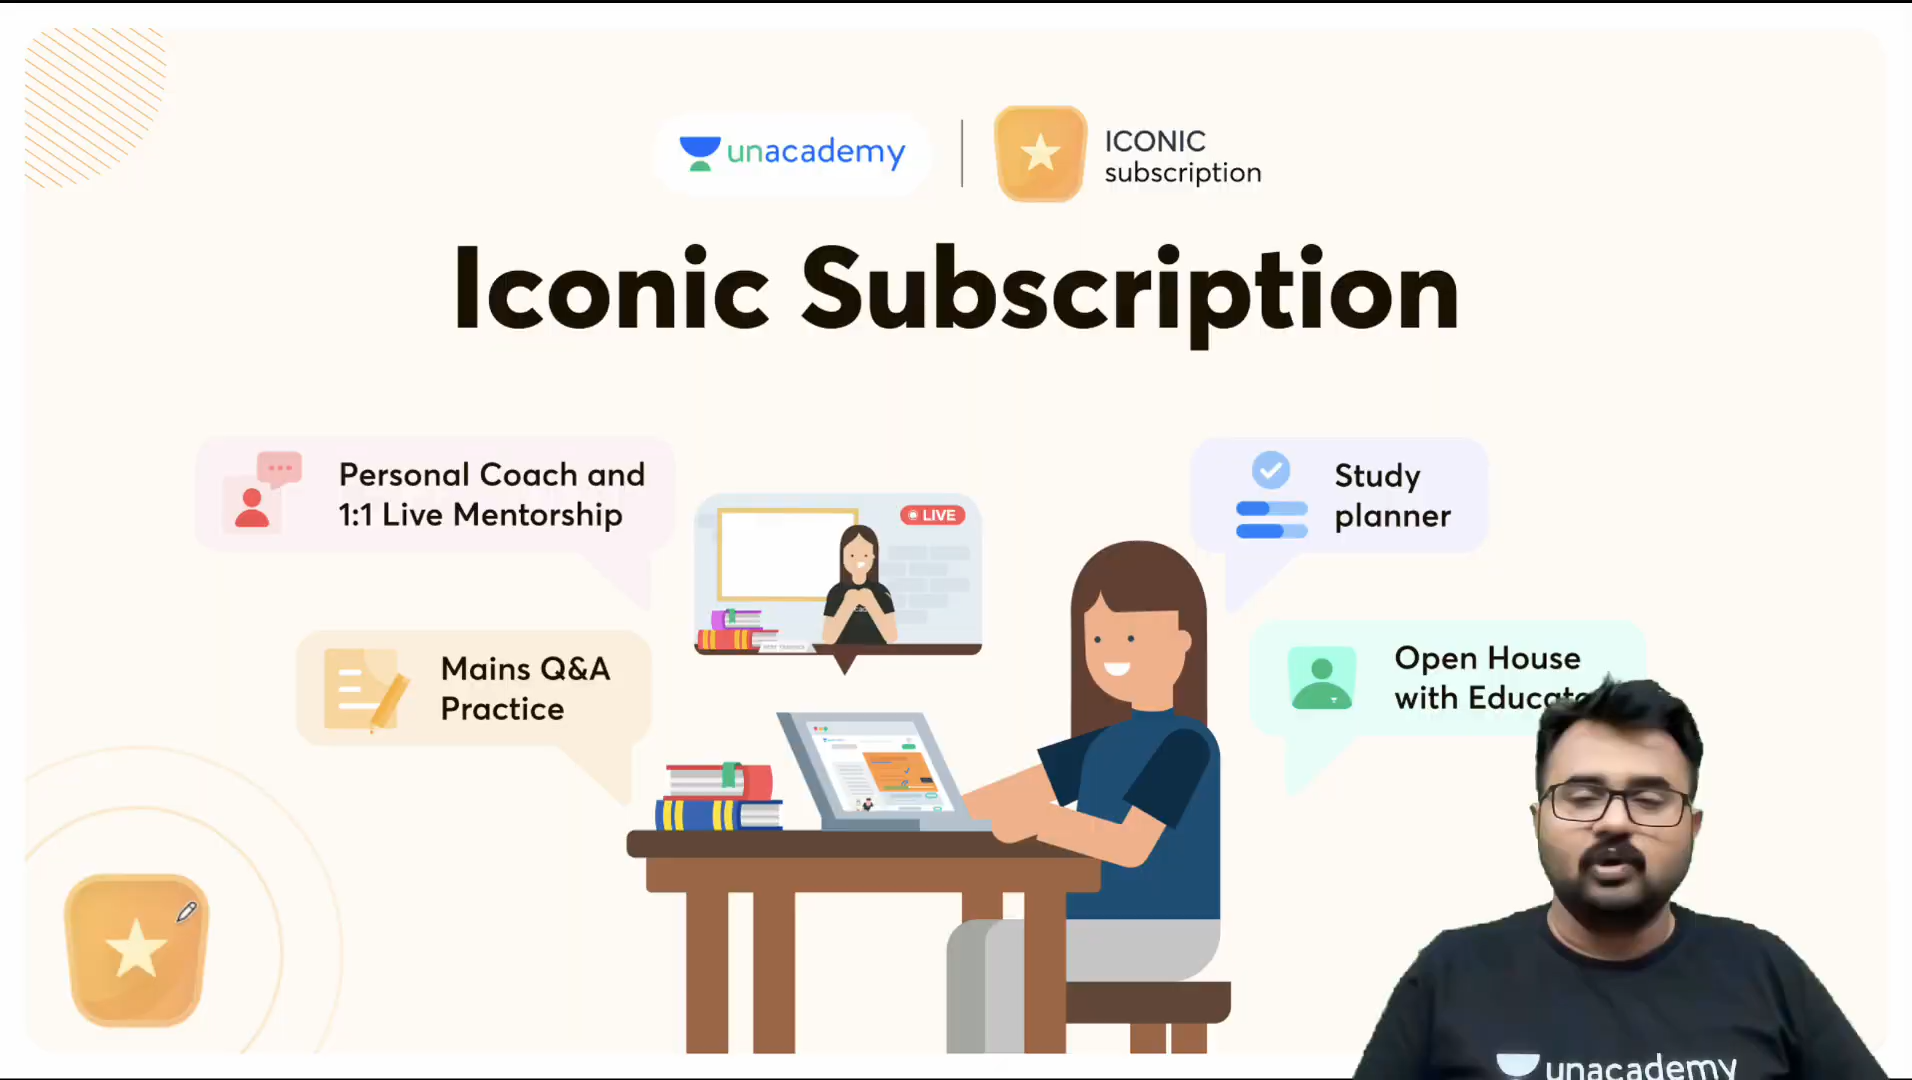 unacademy
ICONIC
subscription
Iconic Subscription
Personal Coach and
1:1 Live Mentorship
Study
planner
LIVE
Mains Q&A
Practice
Open House
with
unacademy